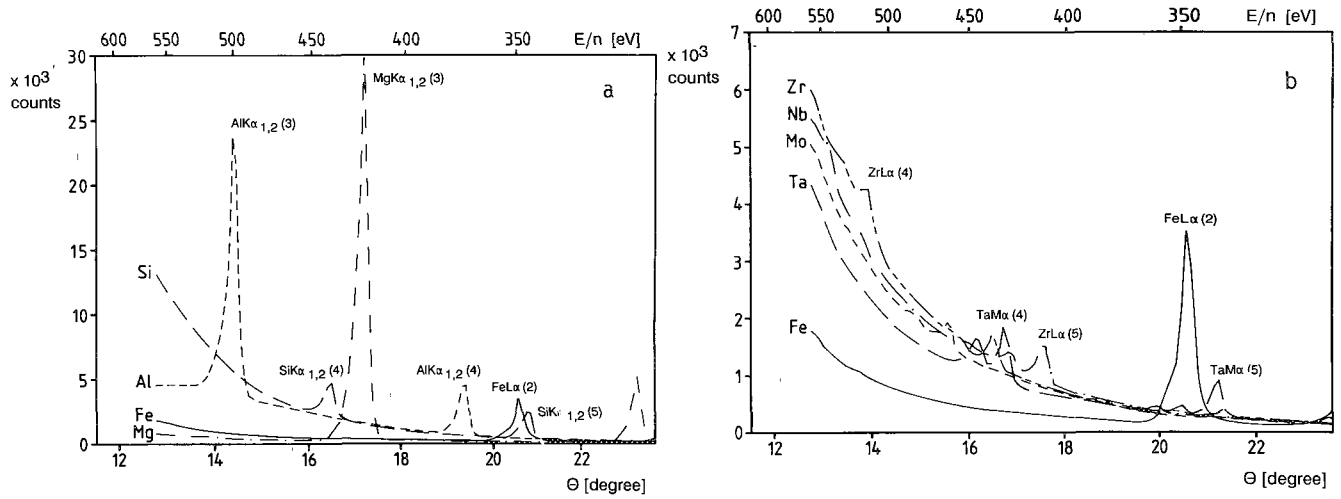 600 550 500 450 400 350 E/n [eV]
x 10³
counts
30
25
20
15
10
5
0
a
MgKα 1,2 (3)
AlKα 1,2 (3)
Si
SiKα 1,2 (4)
AlKα 1,2 (4)
Al
FeLα (2)
SiKα 1,2 (5)
Fe
Mg
12 14 16 18 20 22
Θ [degree]
600 550 500 450 400 350 E/n [eV]
x 10³
counts
7
6
5
4
3
2
1
0
b
Zr
Nb
Mo
Ta
ZrLα (4)
FeLα (2)
Fe
TaMα (4)
ZrLα (5)
TaMα (5)
12 14 16 18 20 22
Θ [degree]